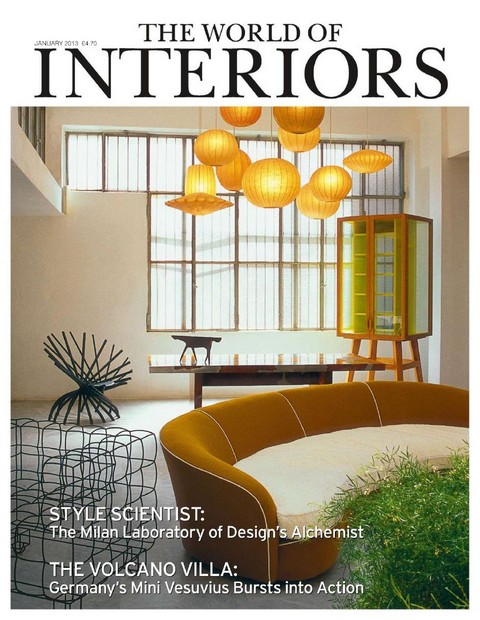 THE WORLD OF
JANUARY 2013 £4.70
INTERIORS
STYLE SCIENTIST:
The Milan Laboratory of Design's Alchemist
THE VOLCANO VILLA:
Germany's Mini Vesuvius Bursts into Action